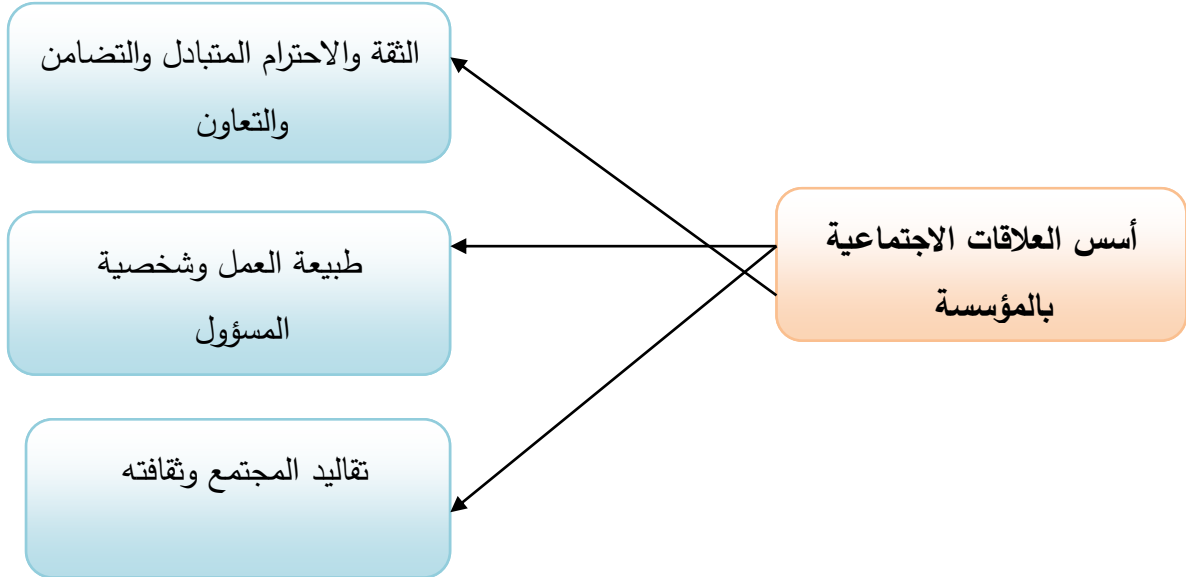 أسس العلاقات الاجتماعية
بالمؤسسة
الثقة والاحترام المتبادل والتضامن
والتعاون
طبيعة العمل وشخصية
المسؤول
تقاليد المجتمع وثقافته